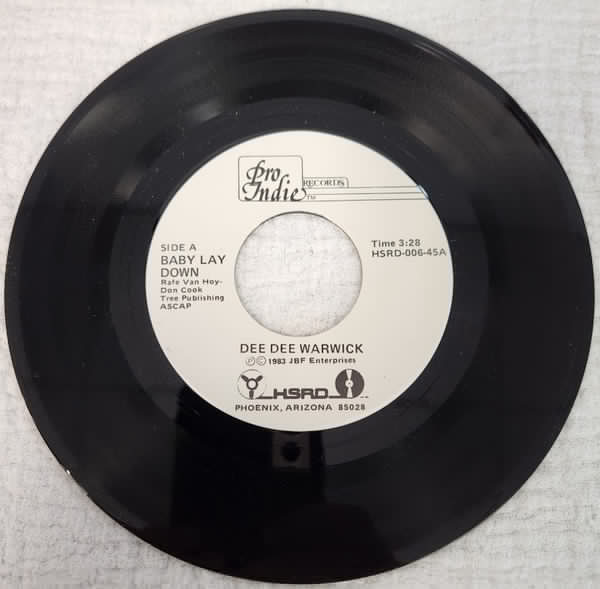 Pro
Indie RECORDS TM
SIDE A
BABY LAY
DOWN
Rafe Van Hoy-
Don Cook
Tree Publishing
ASCAP
Time 3:28
HSRD-006-45A
DEE DEE WARWICK
Ⓟ © 1983 JBF Enterprises
HSRD
PHOENIX, ARIZONA 85028